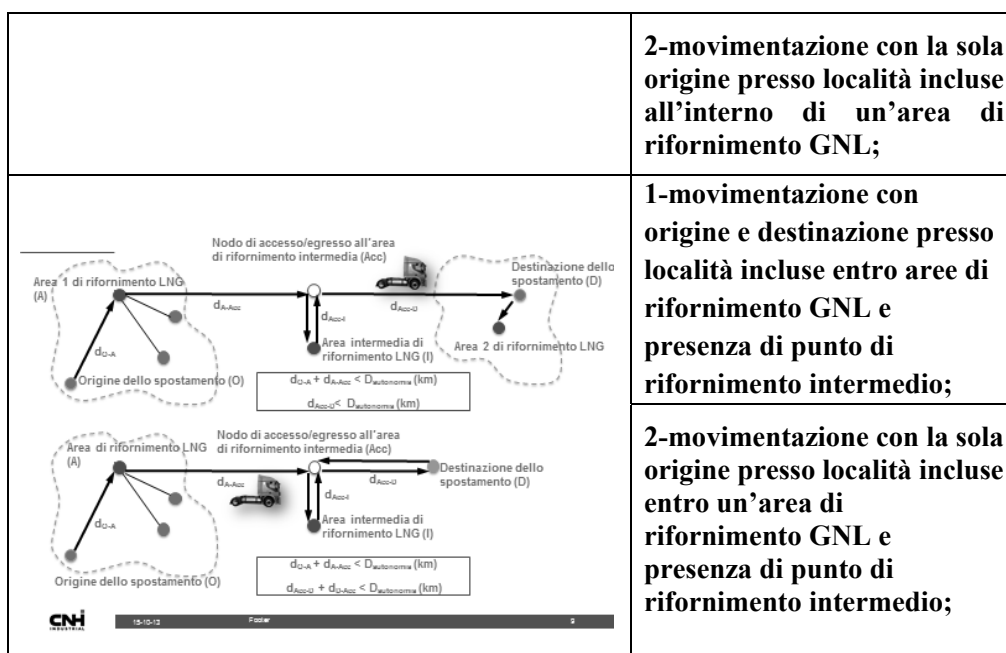 2-movimentazione con la sola
origine presso località incluse
all’interno di un’area di
rifornimento GNL;
Nodo di accesso/egresso all'area
di rifornimento intermedia (Acc)
Area 1 di rifornimento LNG
(A)
Destinazione dello
spostamento (D)
dA-Acc
dAcc-I
dAcc-D
dO-A
Area intermedia di
rifornimento LNG (I)
Area 2 di rifornimento LNG
Origine dello spostamento (O)
dO-A + dA-Acc < Dautonomia (km)
dAcc-D < Dautonomia (km)
1-movimentazione con
origine e destinazione presso
località incluse entro aree di
rifornimento GNL e
presenza di punto di
rifornimento intermedio;
Nodo di accesso/egresso all'area
di rifornimento intermedia (Acc)
Area di rifornimento LNG
(A)
Destinazione dello
spostamento (D)
dA-Acc
dAcc-I
dAcc-D
dO-A
Area intermedia di
rifornimento LNG (I)
Origine dello spostamento (O)
dO-A + dA-Acc < Dautonomia (km)
dAcc-D + dD-Acc < Dautonomia (km)
CNH
INDUSTRIAL
15-10-13
Footer
9
2-movimentazione con la sola
origine presso località incluse
entro un’area di
rifornimento GNL e
presenza di punto di
rifornimento intermedio;